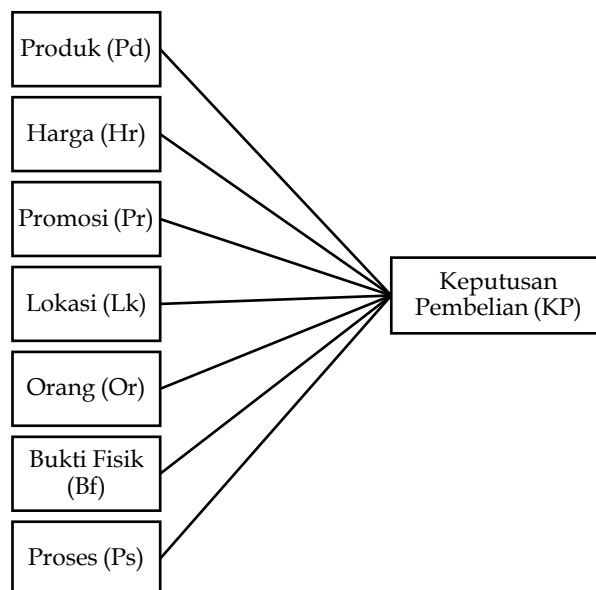 Produk (Pd)
Harga (Hr)
Promosi (Pr)
Lokasi (Lk)
Orang (Or)
Bukti Fisik
(Bf)
Proses (Ps)
Keputusan
Pembelian (KP)